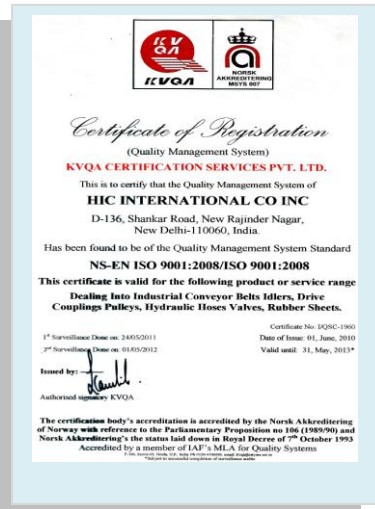 KV
QA
KVQA
NORSK
AKKREDITERING
MSYS 007
Certificate of Registration
(Quality Management System)
KVQA CERTIFICATION SERVICES PVT. LTD.
This is to certify that the Quality Management System of
HIC INTERNATIONAL CO INC
D-136, Shankar Road, New Rajinder Nagar,
New Delhi-110060, India.
Has been found to be of the Quality Management System Standard
NS-EN ISO 9001:2008/ISO 9001:2008
This certificate is valid for the following product or service range
Dealing Into Industrial Conveyor Belts Idlers, Drive
Couplings Pulleys, Hydraulic Hoses Valves, Rubber Sheets.
Certificate No: I/QSC-1960
1st Surveillance Done on: 24/05/2011
Date of Issue: 01, June, 2010
2nd Surveillance Done on: 01/05/2012
Valid until: 31, May, 2013*
Issued by:
Authorised signatory KVQA
The certification body's accreditation is accredited by the Norsk Akkreditering
of Norway with reference to the Parliamentary Proposition no 106 (1989/90) and
Norsk Akkreditering's the status laid down in Royal Decree of 7th October 1993
Accredited by a member of IAF's MLA for Quality Systems